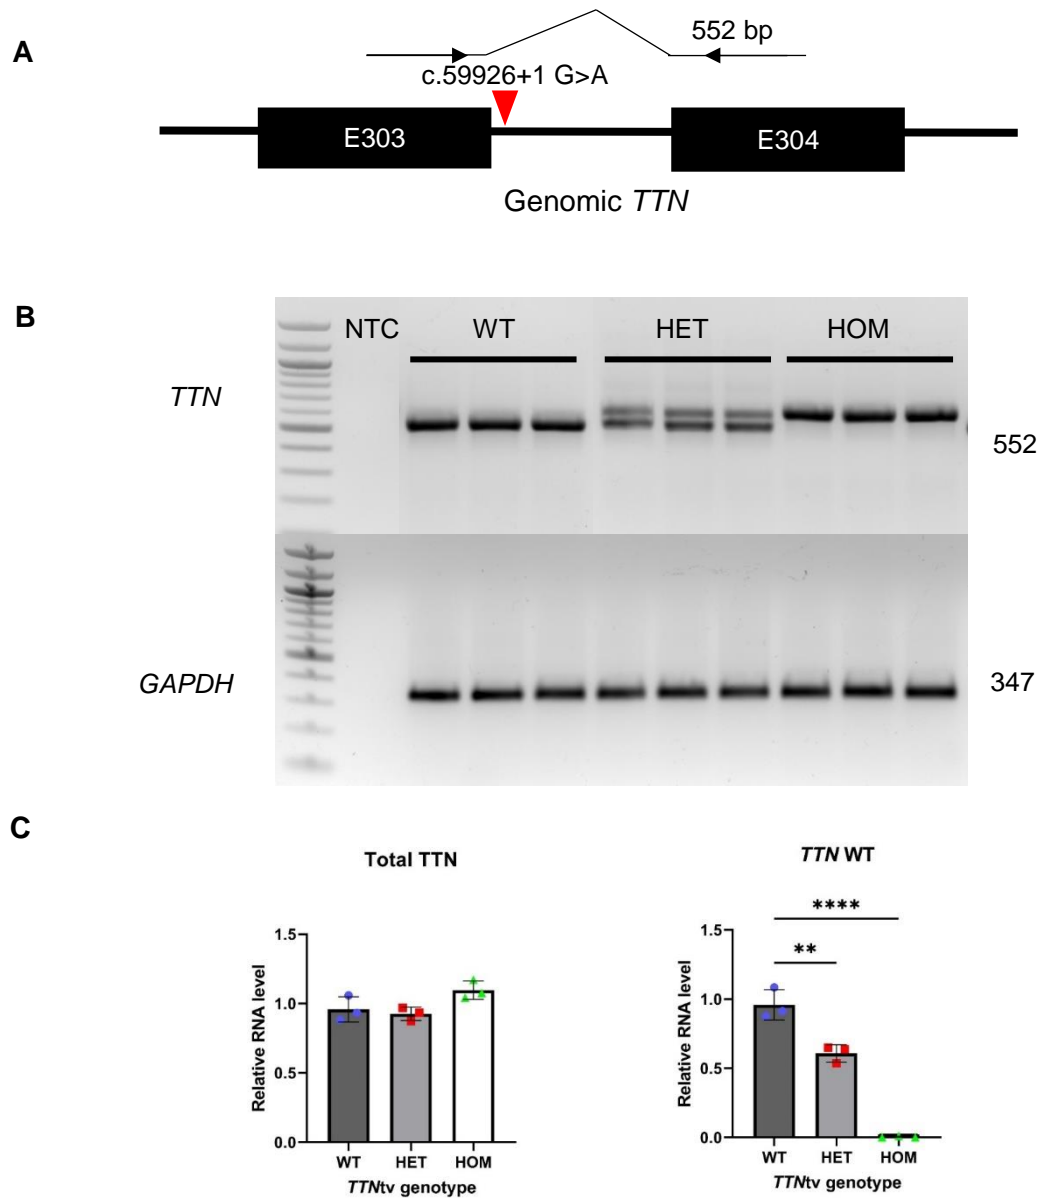 A
552 bp
c.59926+1 G>A
E303
E304
Genomic TTN
B
NTC
WT
HET
HOM
TTN
552
GAPDH
347
C
Total TTN
1.5
1.0
0.5
0.0
Relative RNA level
WT
HET
HOM
TTNtv genotype
TTN WT
****
**
1.5
1.0
0.5
0.0
Relative RNA level
WT
HET
HOM
TTNtv genotype